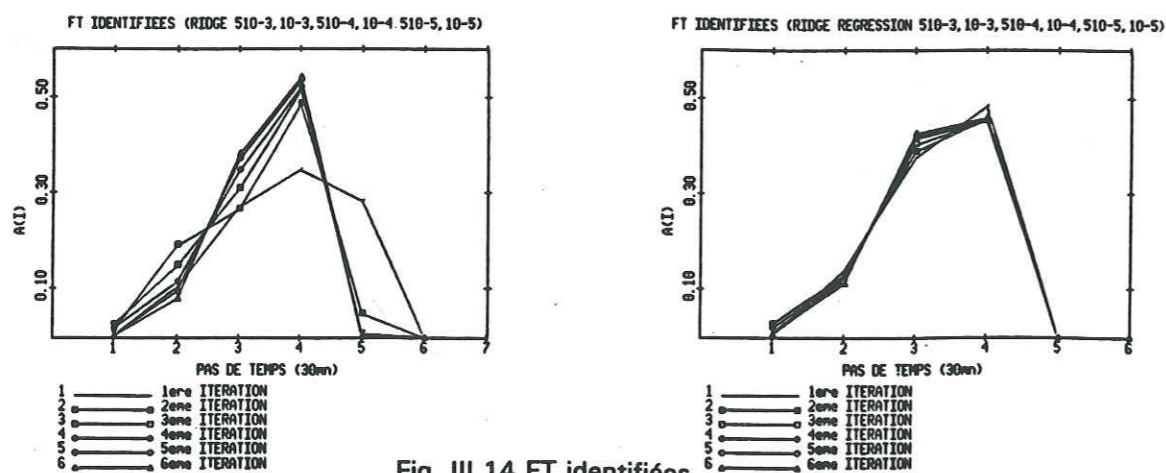 FT IDENTIFIEES (RIDGE 510-3,10-3,510-4,10-4.510-5,10-5)
A(I)
0.50
0.30
0.10
1 2 3 4 5 6 7
PAS DE TEMPS (30mn)
1 1ere ITERATION
2 2eme ITERATION
3 3eme ITERATION
4 4eme ITERATION
5 5eme ITERATION
6 6eme ITERATION
FT IDENTIFIEES (RIDGE REGRESSION 510-3,10-3,510-4,10-4,510-5,10-5)
A(I)
0.50
0.30
0.10
1 2 3 4 5 6
PAS DE TEMPS (30mn)
1 1ere ITERATION
2 2eme ITERATION
3 3eme ITERATION
4 4eme ITERATION
5 5eme ITERATION
6 6eme ITERATION
Fig. III.14 FT identifiées